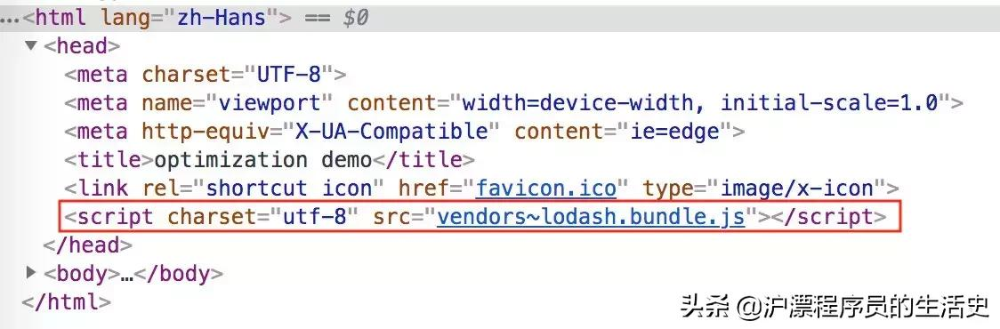 …<html lang="zh-Hans"> == $0
▼<head>
<meta charset="UTF-8">
<meta name="viewport" content="width=device-width, initial-scale=1.0">
<meta http-equiv="X-UA-Compatible" content="ie=edge">
<title>optimization demo</title>
<link rel="shortcut icon" href="favicon.ico" type="image/x-icon">
<script charset="utf-8" src="vendors~lodash.bundle.js"></script>
</head>
▶<body>…</body>
</html>
头条 @沪漂程序员的生活史